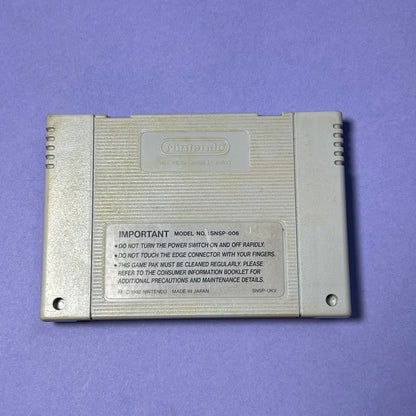 Nintendo
IMPORTANT MODEL NO. SNSP-006
•DO NOT TURN THE POWER SWITCH ON AND OFF RAPIDLY.
•DO NOT TOUCH THE EDGE CONNECTOR WITH YOUR FINGERS.
•THIS GAME PAK MUST BE CLEANED REGULARLY. PLEASE
REFER TO THE CONSUMER INFORMATION BOOKLET FOR
ADDITIONAL PRECAUTIONS AND MAINTENANCE DETAILS.
©1992 NINTENDO MADE IN JAPAN SNSP-UKV